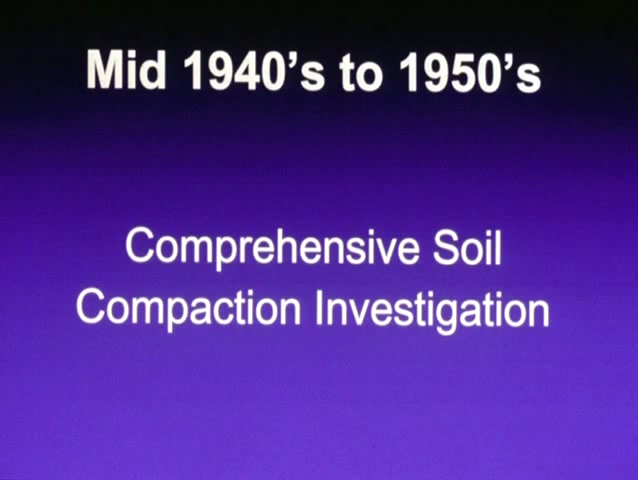 Mid 1940’s to 1950’s
Comprehensive Soil
Compaction Investigation